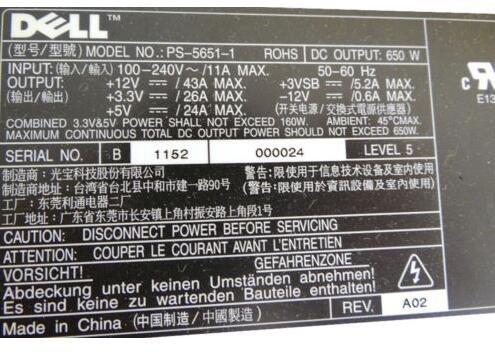 DELL
(型号/型號) MODEL NO.: PS-5651-1 ROHS DC OUTPUT: 650 W
INPUT: (输入/輸入) 100-240V~/11A MAX. 50-60 Hz
OUTPUT: +12V ⎓ /43A MAX. +3VSB ⎓ /5.2A MAX.
(输出/輸出) +3.3V ⎓ /26A MAX. -12V ⎓ /0.6A MAX.
+5V ⎓ /24A MAX. (开关电源/交換式電源供應器)
COMBINED 3.3V&5V POWER SHALL NOT EXCEED 160W. AMBIENT: 45°CMAX.
MAXIMUM CONTINUOUS TOTAL DC OUTPUT POWER SHALL NOT EXCEED 650W.
SERIAL NO. B 1152 000024 LEVEL 5
制造商：光宝科技股份有限公司 警告：限使用于信息技术设备及室内
制造商地址：台湾省台北县中和市建一路90号 警告：限使用於資訊設備及室內
工厂：东莞利通电器二厂
工厂地址：广东省东莞市长安镇上角村振安路上角段1号
CAUTION: DISCONNECT POWER BEFORE SERVICING
ATTENTION: COUPER LE COURANT AVANT L'ENTRETIEN
VORSICHT! GEFAHRENZONE
Abdeckung unter keinen Umständen abnehmen!
Es sind keine zu wartenden Bauteile enthalten!
Made in China (中国制造/中國製造) REV. A02
c
E13